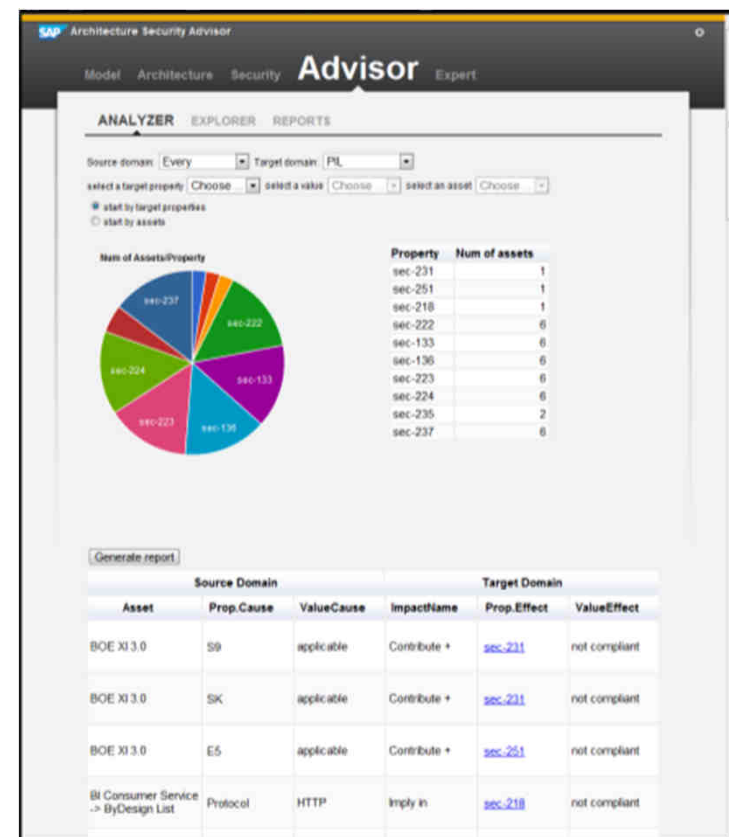 SAP Architecture Security Advisor
Model Architecture Security Advisor Expert
ANALYZER EXPLORER REPORTS
Source domain: Every Target domain: PIL
select a target property Choose... select a value Choose select an asset Choose
start by target properties
start by assets
Num of Assets/Property
sec-237
sec-222
sec-224
sec-133
sec-223
sec-136
Property Num of assets
sec-231 1
sec-251 1
sec-218 1
sec-222 6
sec-133 6
sec-136 6
sec-223 6
sec-224 6
sec-235 2
sec-237 6
Generate report
Source Domain Target Domain
Asset Prop.Cause ValueCause ImpactName Prop.Effect ValueEffect
BOE XI 3.0 S9 applicable Contribute + sec-231 not compliant
BOE XI 3.0 SK applicable Contribute + sec-231 not compliant
BOE XI 3.0 E5 applicable Contribute + sec-251 not compliant
BI Consumer Service
-> ByDesign List Protocol HTTP Imply in sec-218 not compliant